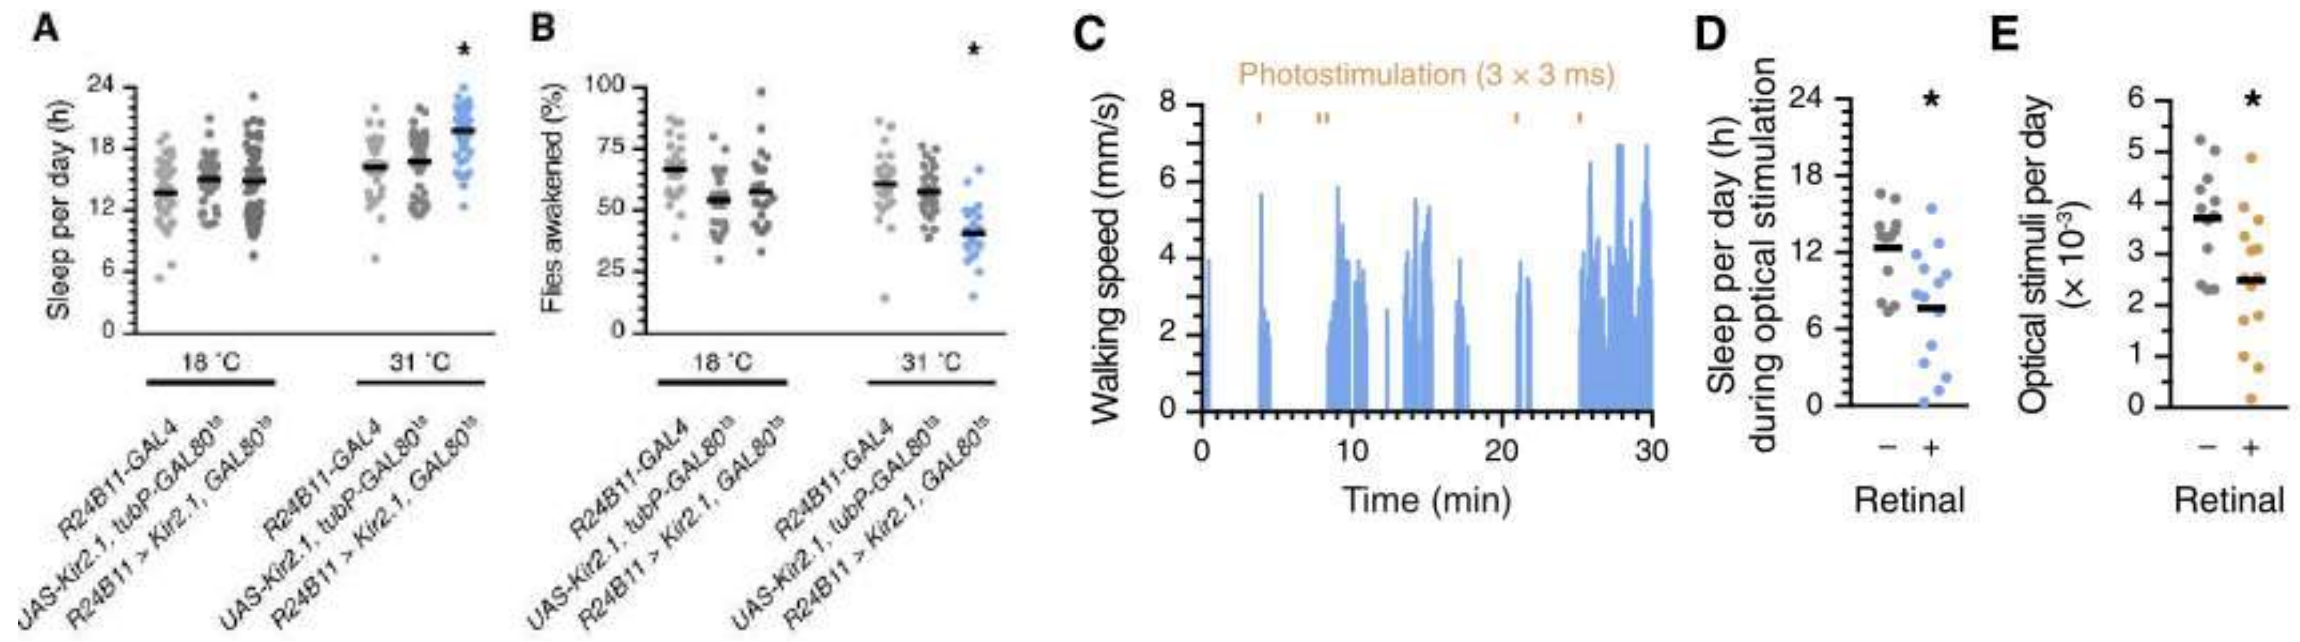 A
Sleep per day (h)
24
18
12
6
0
*
18 °C
31 °C
R24B11-GAL4
UAS-Kir2.1, tubP-GAL80ts
R24B11 > Kir2.1, GAL80ts
R24B11-GAL4
UAS-Kir2.1, tubP-GAL80ts
R24B11 > Kir2.1, GAL80ts
B
Flies awakened (%)
100
75
50
25
0
*
18 °C
31 °C
R24B11-GAL4
UAS-Kir2.1, tubP-GAL80ts
R24B11 > Kir2.1, GAL80ts
R24B11-GAL4
UAS-Kir2.1, tubP-GAL80ts
R24B11 > Kir2.1, GAL80ts
C
Photostimulation (3 × 3 ms)
Walking speed (mm/s)
8
6
4
2
0
0 10 20 30
Time (min)
D
Sleep per day (h)
during optical stimulation
24
18
12
6
0
*
− +
Retinal
E
Optical stimuli per day
(× 10-3)
6
5
4
3
2
1
0
*
− +
Retinal